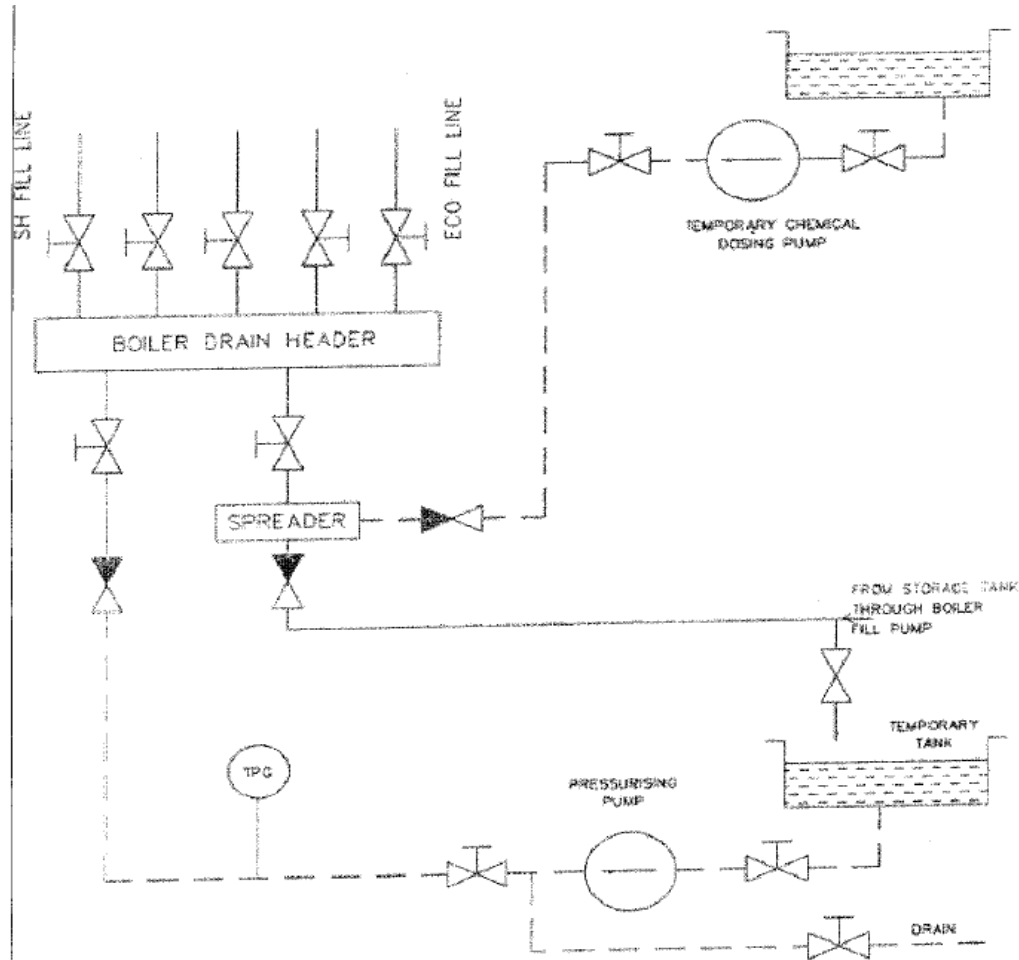 SH FILL LINE
ECO FILL LINE
TEMPORARY CHEMICAL
DOSING PUMP
BOILER DRAIN HEADER
SPREADER
FROM STORAGE TANK
THROUGH BOILER
FILL PUMP
TEMPORARY
TANK
TPG
PRESSURISING
PUMP
DRAIN